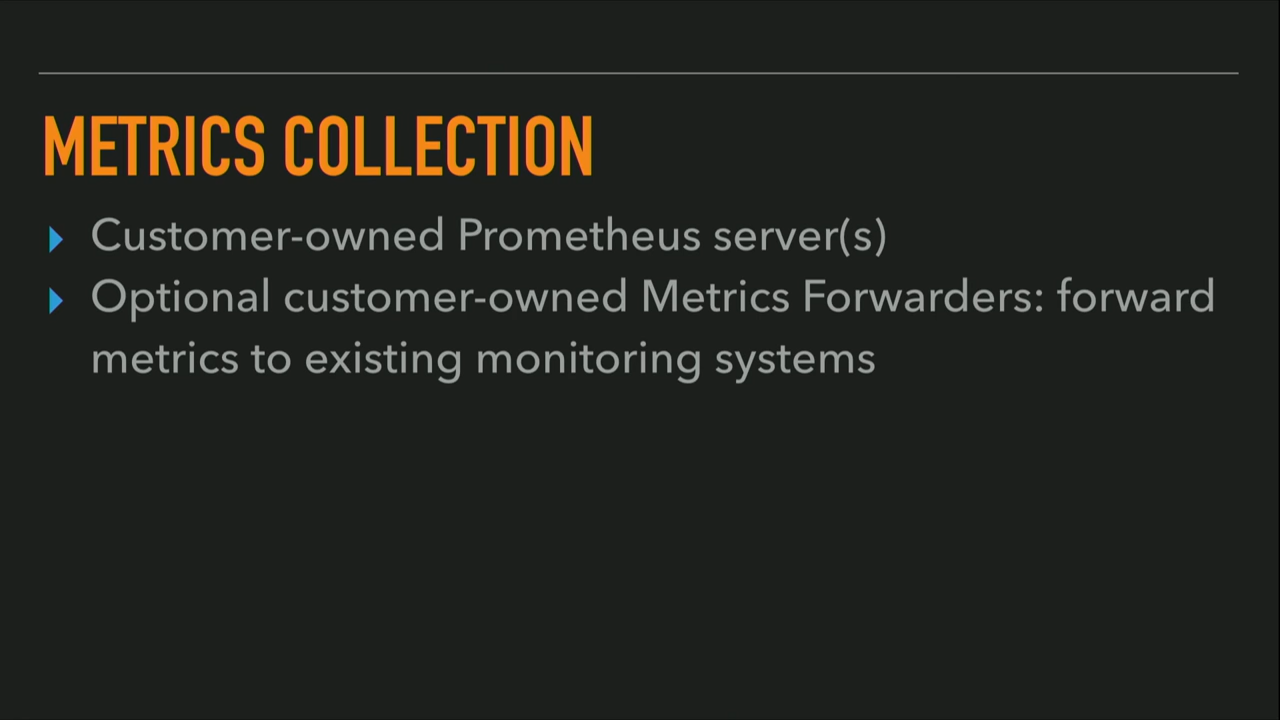 METRICS COLLECTION
Customer-owned Prometheus server(s)
Optional customer-owned Metrics Forwarders: forward
metrics to existing monitoring systems